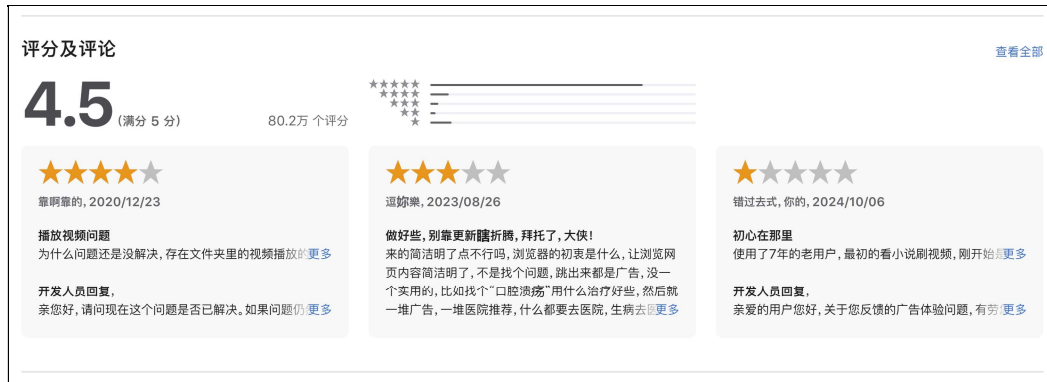 评分及评论
查看全部
4.5
(满分 5 分)
80.2万 个评分
靠啊靠的, 2020/12/23
播放视频问题
为什么问题还是没解决，存在文件夹里的视频播放的更多
开发人员回复，
亲您好，请问现在这个问题是否已解决。如果问题仍更多
逗妳樂, 2023/08/26
做好些，别靠更新瞎折腾，拜托了，大侠！
来的简洁明了点不行吗，浏览器的初衷是什么，让浏览网
页内容简洁明了，不是找个问题，跳出来都是广告，没一
个实用的，比如找个“口腔溃疡”用什么治疗好些，然后就
一堆广告，一堆医院推荐，什么都要去医院，生病去医更多
错过去式，你的, 2024/10/06
初心在那里
使用了7年的老用户，最初的看小说刷视频，刚开始是更多
开发人员回复，
亲爱的用户您好，关于您反馈的广告体验问题，有劳更多